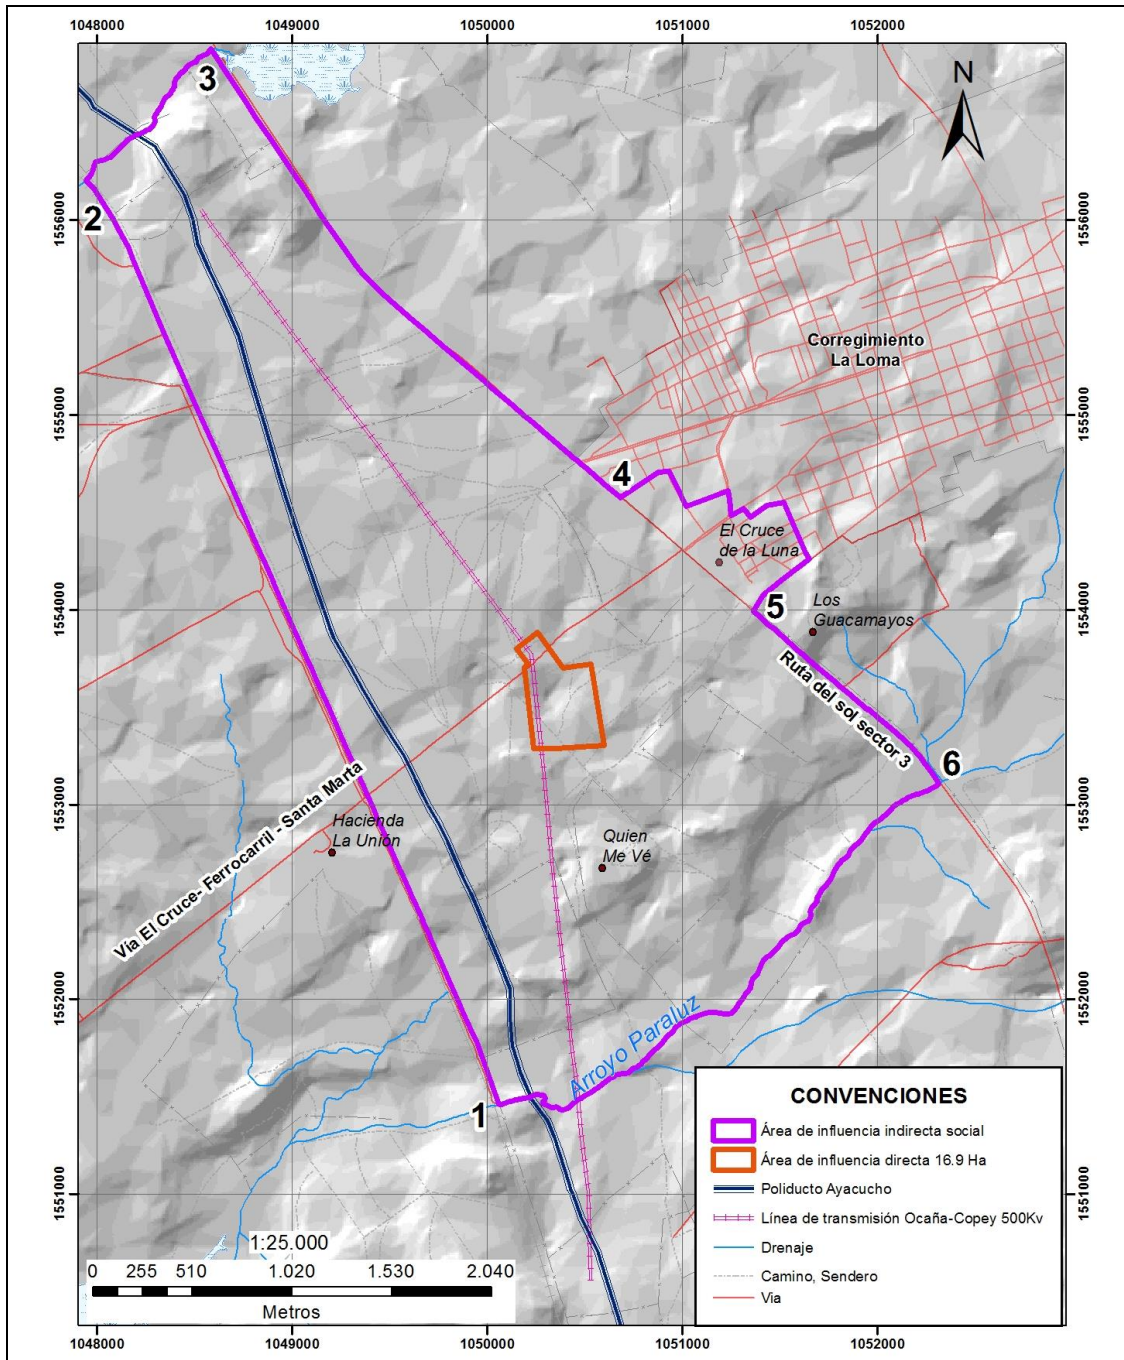 1048000
1049000
1050000
1051000
1052000
3
N
2
1556000
1556000
Corregimiento
La Loma
1555000
1555000
4
El Cruce
de la Luna
1554000
1554000
5
Los
Guacamayos
Ruta del sol sector 3
6
1553000
1553000
Vía El Cruce- Ferrocarril - Santa Marta
Hacienda
La Unión
Quien
Me Vé
1552000
1552000
Arroyo Paraluz
1
CONVENCIONES
Área de influencia indirecta social
Área de influencia directa 16.9 Ha
Poliducto Ayacucho
Línea de transmisión Ocaña-Copey 500Kv
Drenaje
Camino, Sendero
Via
1551000
1551000
1:25.000
0 255 510 1.020 1.530 2.040
Metros
1048000
1049000
1050000
1051000
1052000